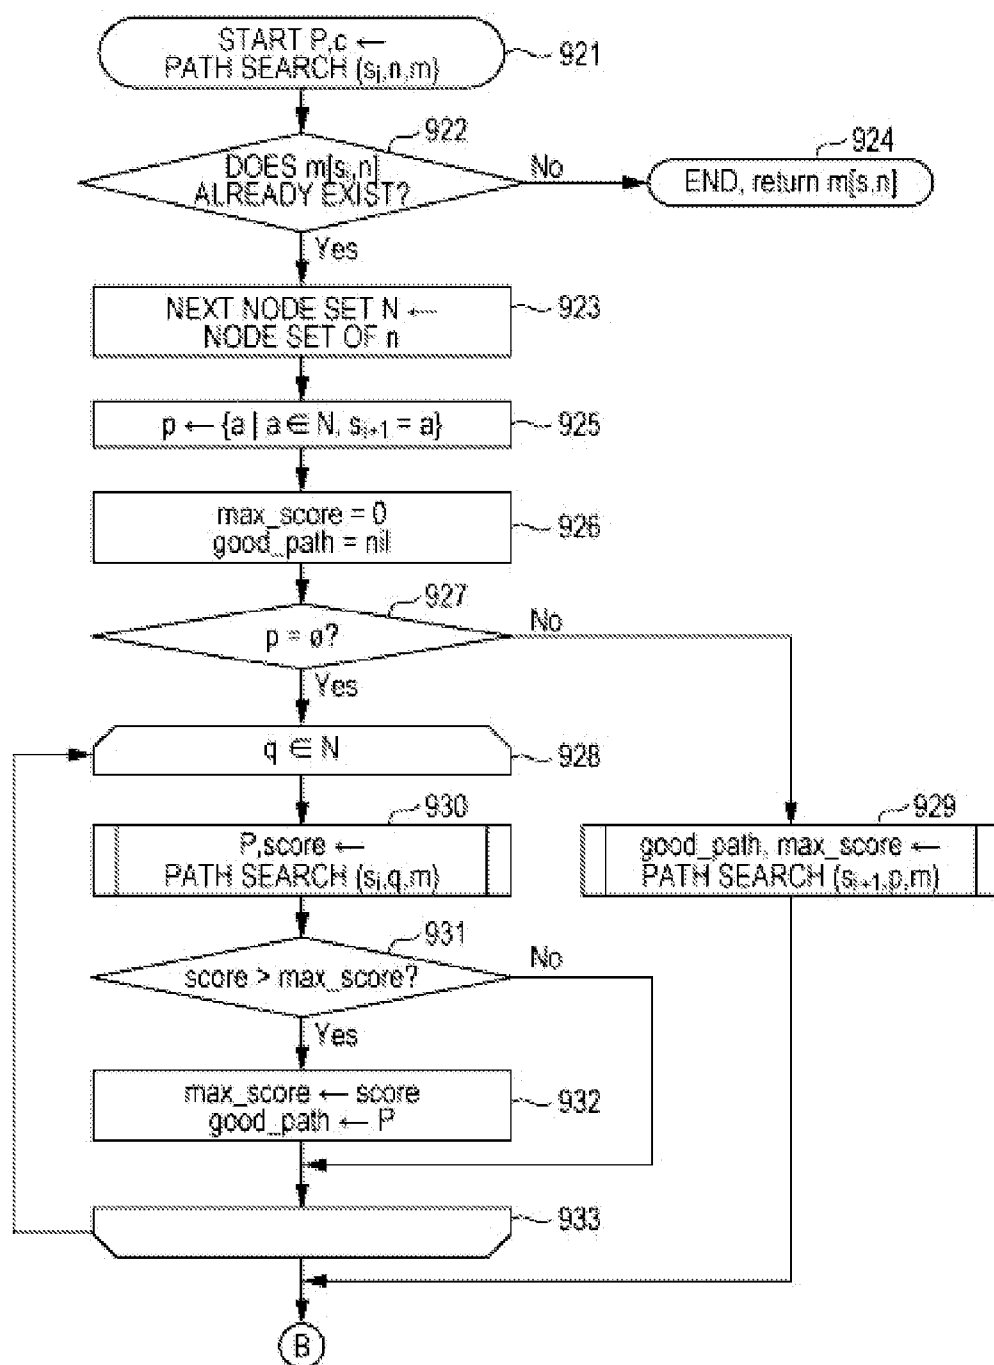 START P,c ←
PATH SEARCH (si,n,m)
921
922
DOES m[si,n]
ALREADY EXIST?
No
924
END, return m[s,n]
Yes
NEXT NODE SET N ←
NODE SET OF n
923
p ← {a | a ∈ N, si+1 = a}
925
max_score = 0
good_path = nil
926
927
p = ø?
No
Yes
q ∈ N
928
930
P,score ←
PATH SEARCH (si,q,m)
929
good_path, max_score ←
PATH SEARCH (si+1,p,m)
931
score > max_score?
No
Yes
max_score ← score
good_path ← P
932
933
B